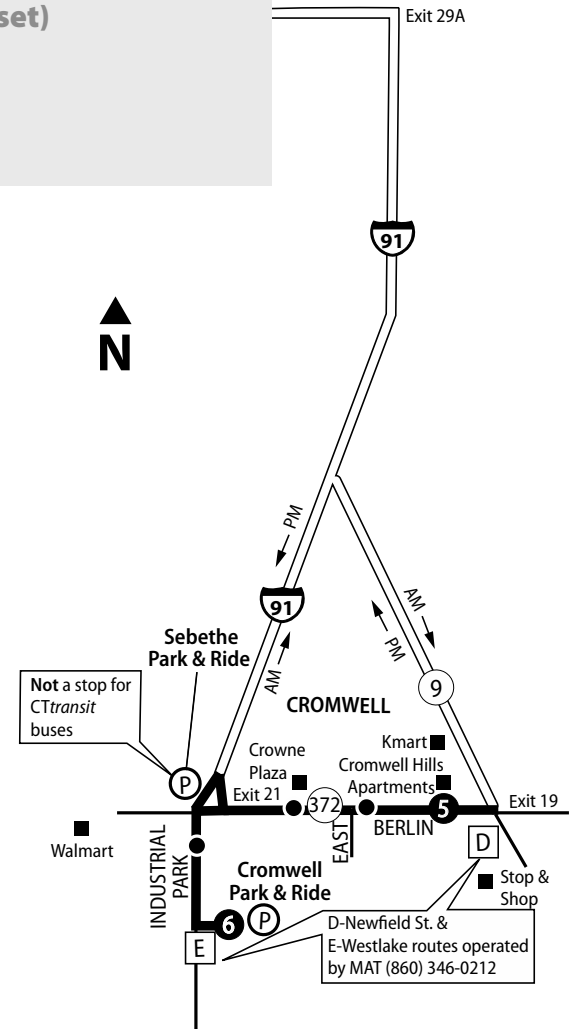 set)
Exit 29A
91
N
PM
91
AM
Sebethe
Park & Ride
AM
PM
9
Not a stop for
CTtransit
buses
CROMWELL
P
Crowne
Plaza
Kmart
Cromwell Hills
Apartments
Exit 21
372
5
Exit 19
Walmart
INDUSTRIAL
PARK
EAST
BERLIN
D
Cromwell
Park & Ride
Stop &
Shop
6
P
E
D-Newfield St. &
E-Westlake routes operated
by MAT (860) 346-0212